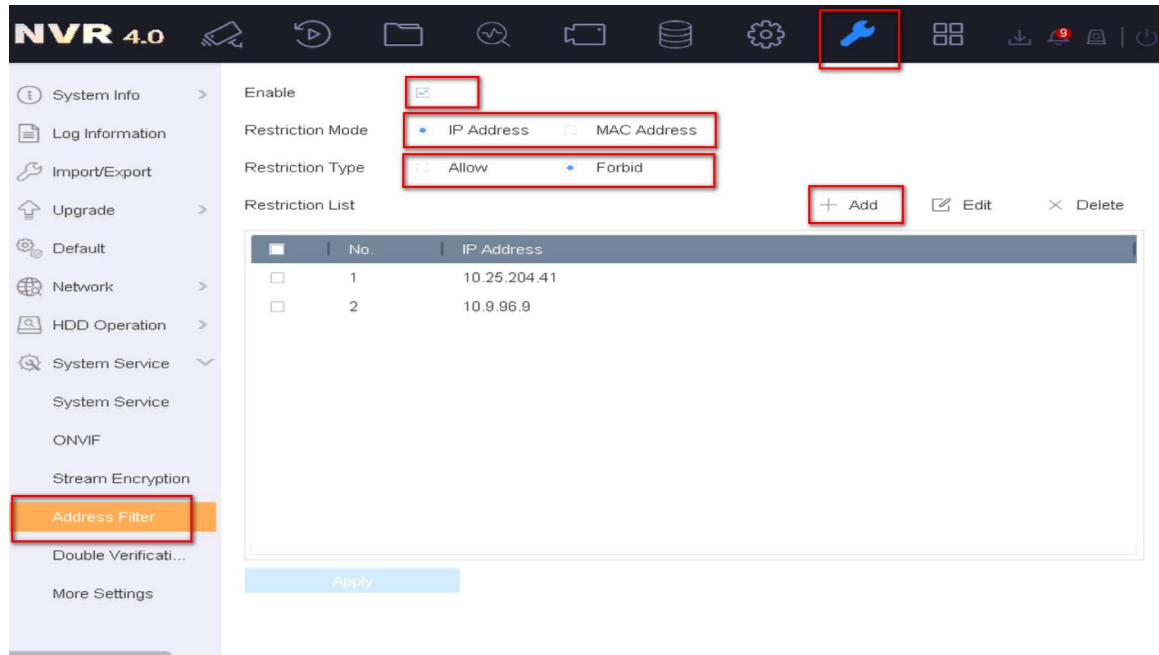 NVR 4.0
9
System Info >
Log Information
Import/Export
Upgrade >
Default
Network >
HDD Operation >
System Service
System Service
ONVIF
Stream Encryption
Address Filter
Double Verificati...
More Settings
Enable
Restriction Mode IP Address MAC Address
Restriction Type Allow Forbid
Restriction List + Add Edit × Delete
No. IP Address
1 10.25.204.41
2 10.9.96.9
Apply